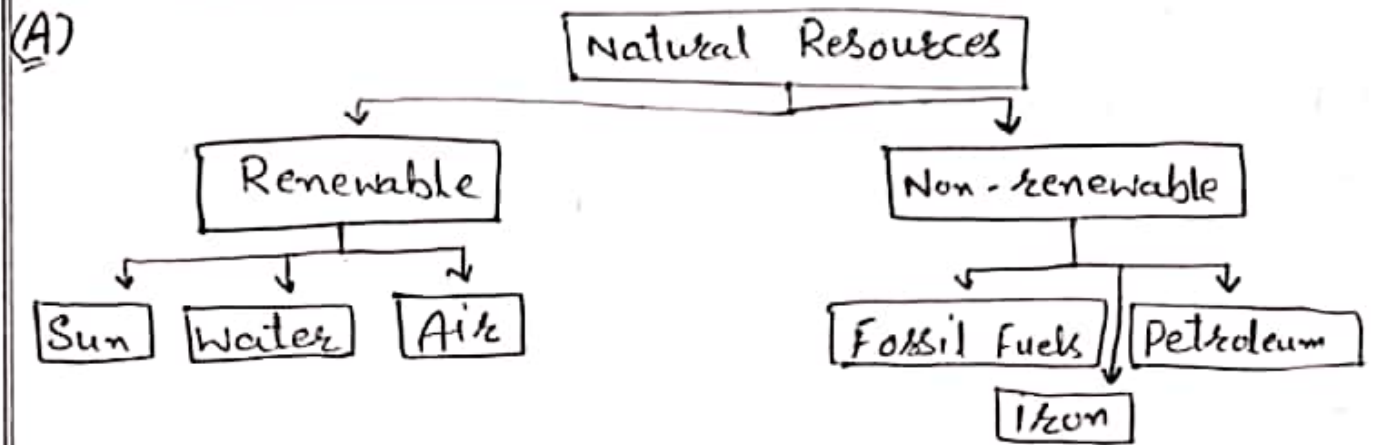 (A)
Natural Resources
Renewable
Non-renewable
Sun Water Air
Fossil Fuels Petroleum
Iron